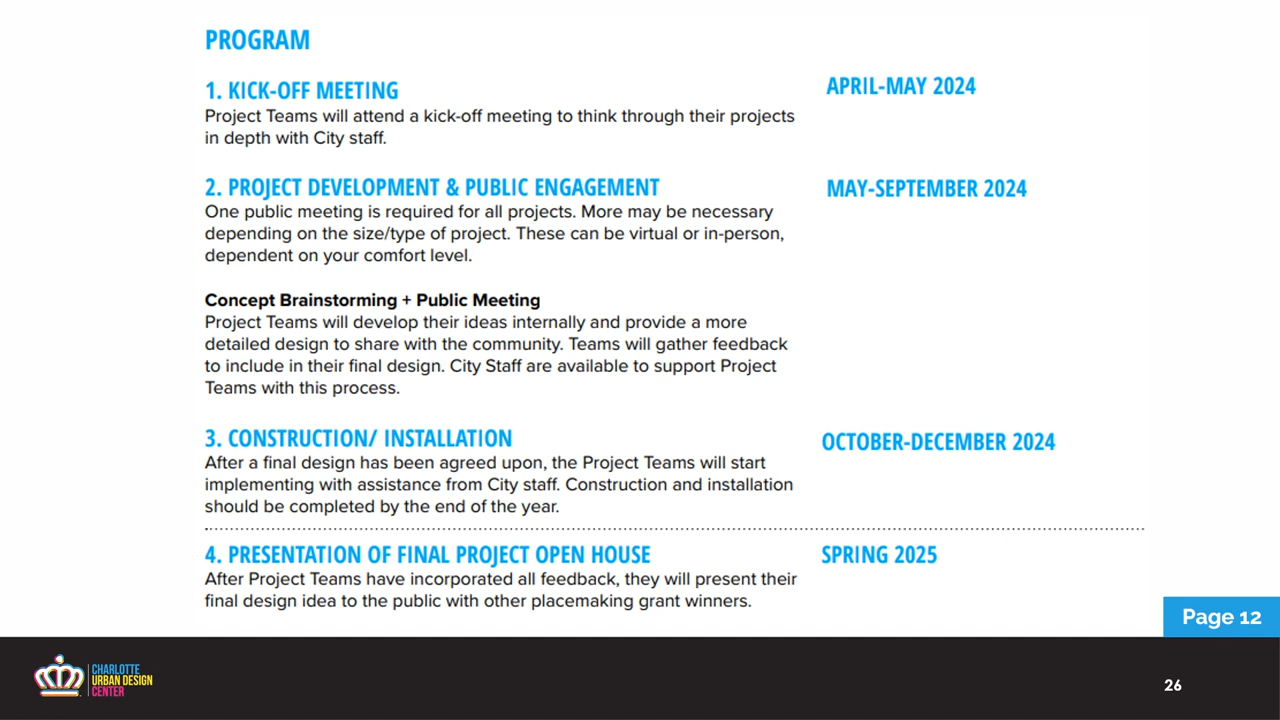 PROGRAM
1. KICK-OFF MEETING
APRIL-MAY 2024
Project Teams will attend a kick-off meeting to think through their projects
in depth with City staff.
2. PROJECT DEVELOPMENT & PUBLIC ENGAGEMENT
MAY-SEPTEMBER 2024
One public meeting is required for all projects. More may be necessary
depending on the size/type of project. These can be virtual or in-person,
dependent on your comfort level.
Concept Brainstorming + Public Meeting
Project Teams will develop their ideas internally and provide a more
detailed design to share with the community. Teams will gather feedback
to include in their final design. City Staff are available to support Project
Teams with this process.
3. CONSTRUCTION/ INSTALLATION
OCTOBER-DECEMBER 2024
After a final design has been agreed upon, the Project Teams will start
implementing with assistance from City staff. Construction and installation
should be completed by the end of the year.
4. PRESENTATION OF FINAL PROJECT OPEN HOUSE
SPRING 2025
After Project Teams have incorporated all feedback, they will present their
final design idea to the public with other placemaking grant winners.
Page 12
CHARLOTTE
URBAN DESIGN
CENTER
26